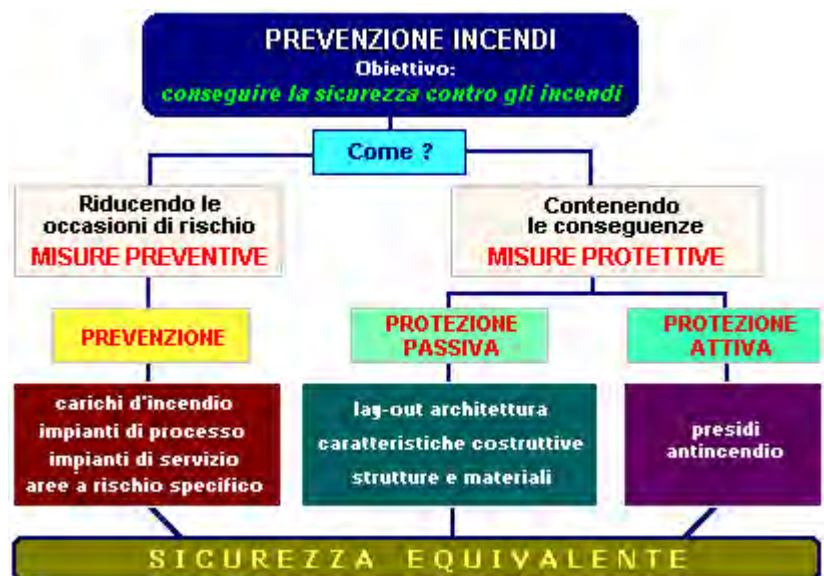 PREVENZIONE INCENDI
Obiettivo:
conseguire la sicurezza contro gli incendi
Come ?
Riducendo le
occasioni di rischio
MISURE PREVENTIVE
Contenendo
le conseguenze
MISURE PROTETTIVE
PREVENZIONE
PROTEZIONE
PASSIVA
PROTEZIONE
ATTIVA
carichi d'incendio
impianti di processo
impianti di servizio
aree a rischio specifico
lag-out architettura
caratteristiche costruttive
strutture e materiali
presidi
antincendio
SICUREZZA EQUIVALENTE